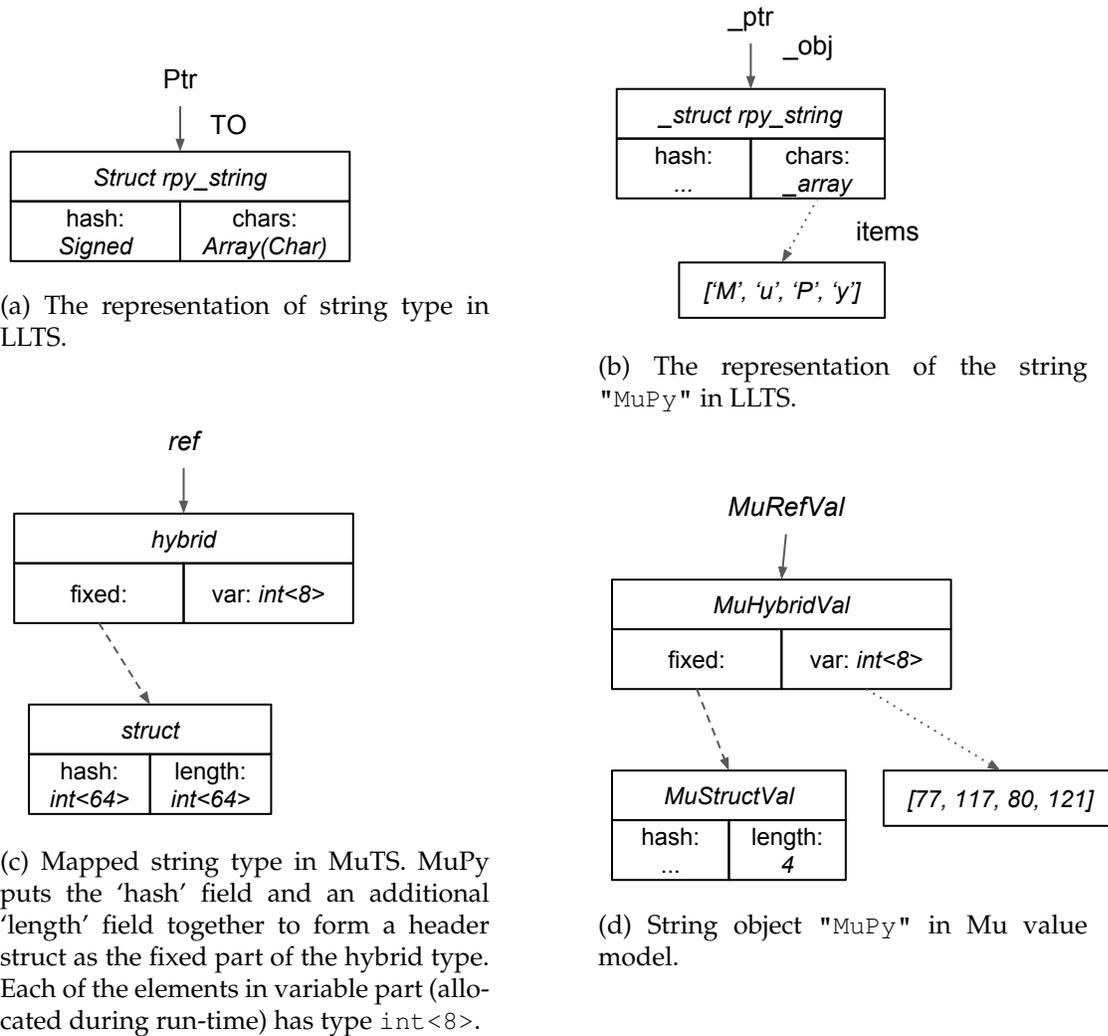 Ptr
TO
Struct rpy_string
hash:
Signed
chars:
Array(Char)
(a) The representation of string type in
LLTS.
_ptr
_obj
_struct rpy_string
hash:
...
chars:
_array
items
['M', 'u', 'P', 'y']
(b) The representation of the string
"MuPy" in LLTS.
ref
hybrid
fixed:
var: int<8>
struct
hash:
int<64>
length:
int<64>
(c) Mapped string type in MuTS. MuPy
puts the 'hash' field and an additional
'length' field together to form a header
struct as the fixed part of the hybrid type.
Each of the elements in variable part (allo-
cated during run-time) has type int<8>.
MuRefVal
MuHybridVal
fixed:
var: int<8>
MuStructVal
hash:
...
length:
4
[77, 117, 80, 121]
(d) String object "MuPy" in Mu value
model.